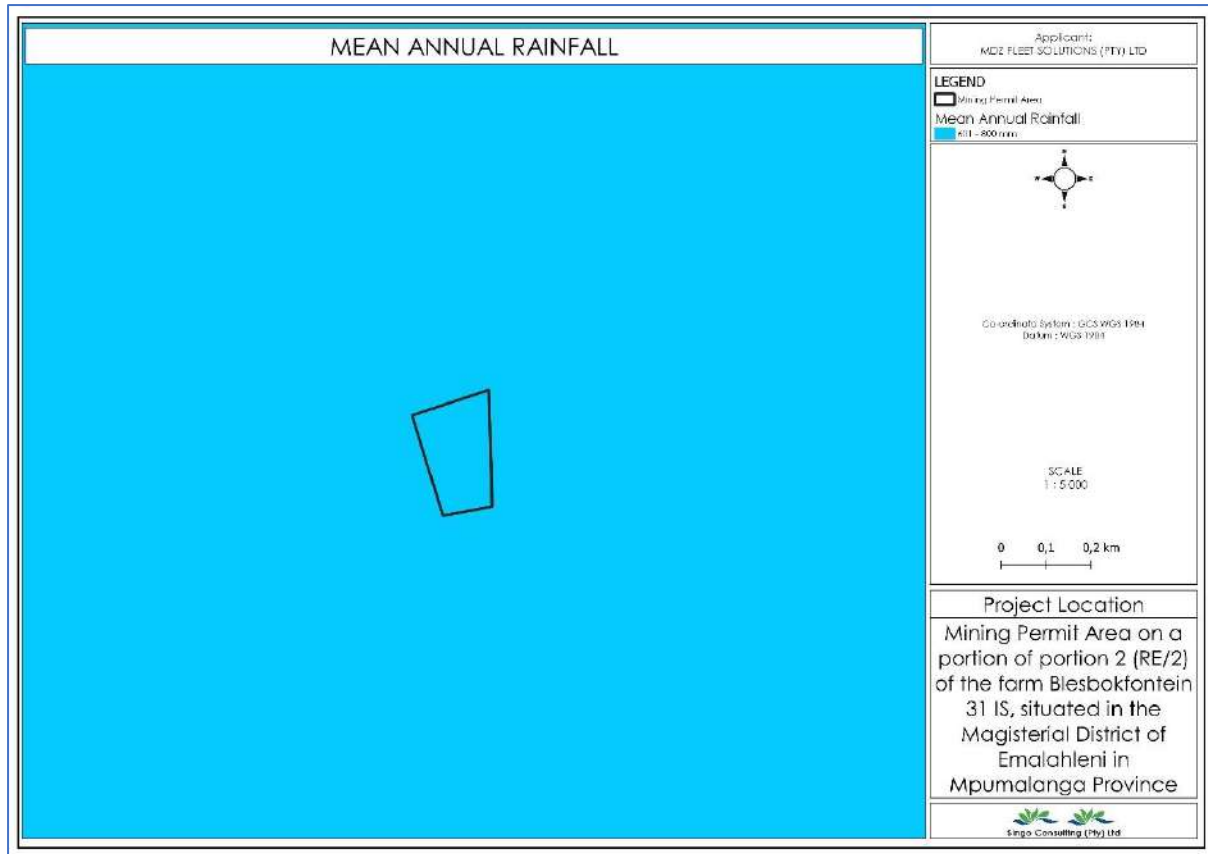 MEAN ANNUAL RAINFALL
Applicant:
MDZ FLEET SOLUTIONS (PTY) LTD
LEGEND
Mining Permit Area
Mean Annual Rainfall
601 - 800 mm
N
W E
S
Co-ordinate System : GCS WGS 1984
Datum : WGS 1984
SCALE
1 : 5 000
0 0,1 0,2 km
Project Location
Mining Permit Area on a
portion of portion 2 (RE/2)
of the farm Blesbokfontein
31 IS, situated in the
Magisterial District of
Emalahleni in
Mpumalanga Province
Singo Consulting (Pty) Ltd